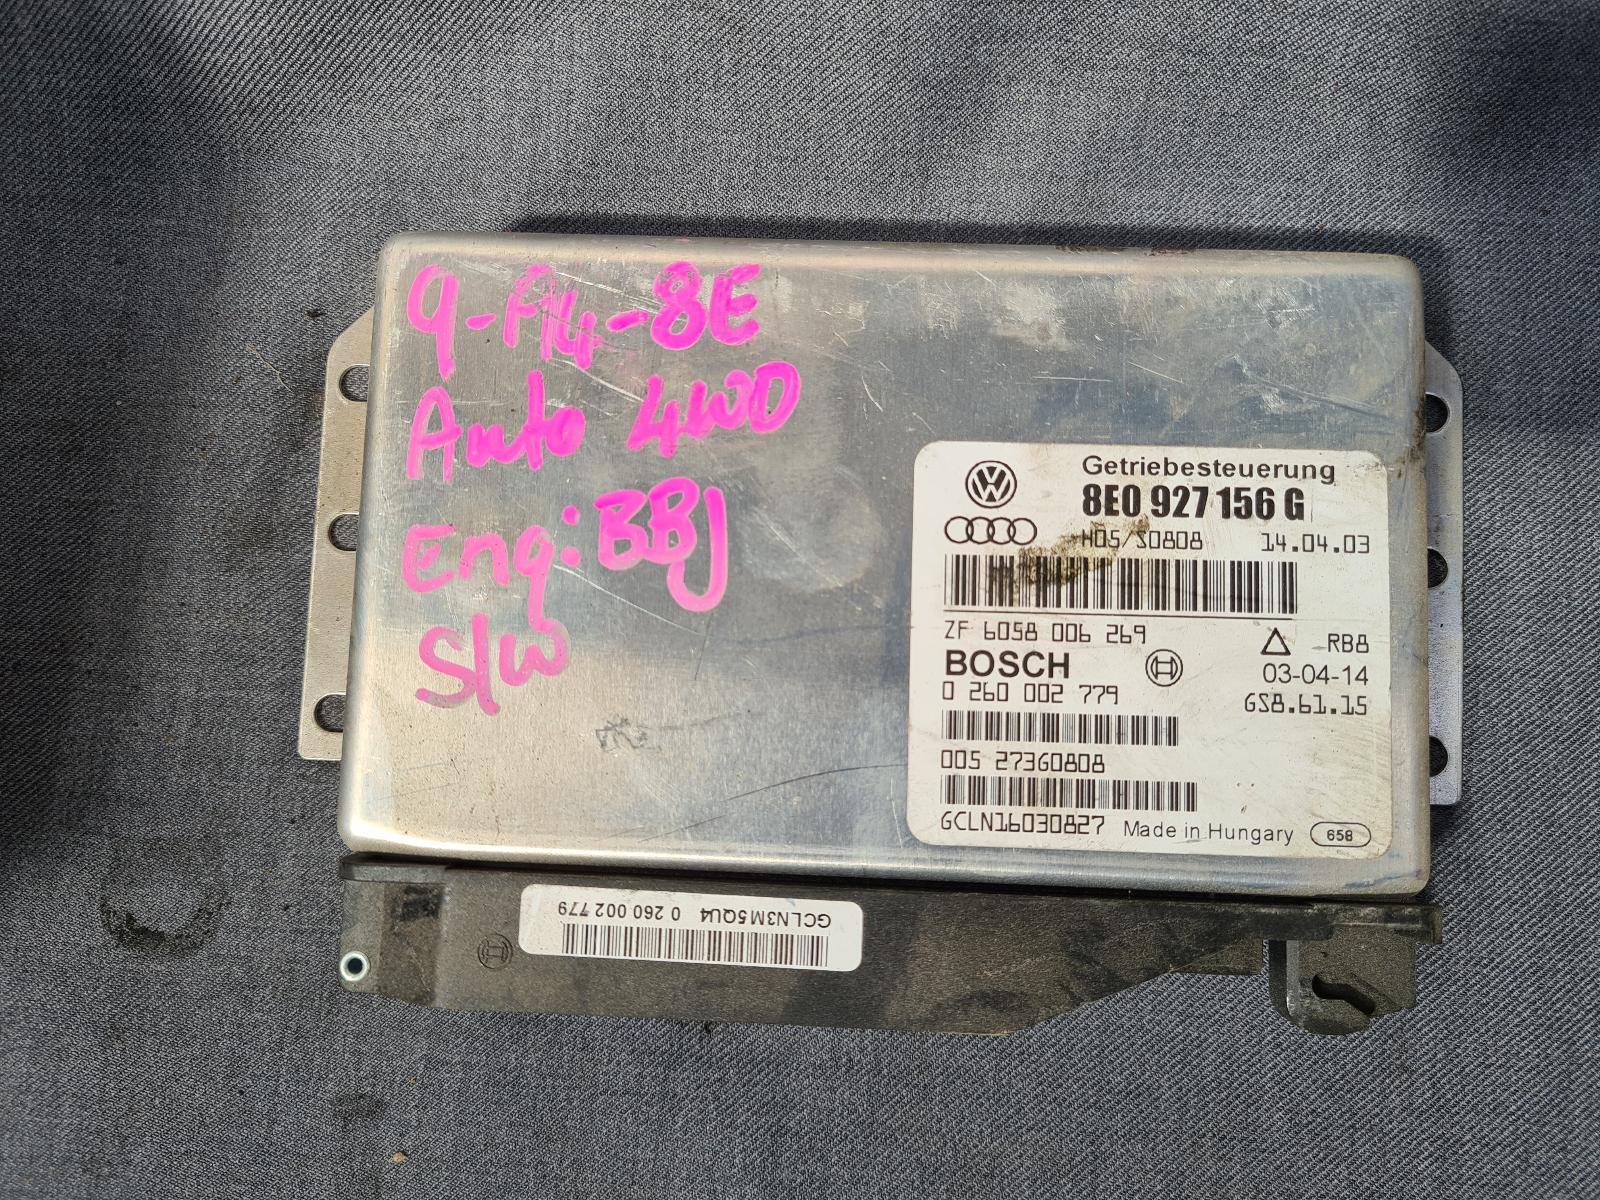 9-A4-8E
Auto 4WD
Eng: BBJ
S/W
Getriebesteuerung
8E0 927 156 G
H05/S0808 14.04.03
ZF 6058 006 269
RB8
BOSCH
03-04-14
0 260 002 779
GS8.61.15
005 27360808
GCLN16030827 Made in Hungary 658
GCLN3M5QU4 0 260 002 779